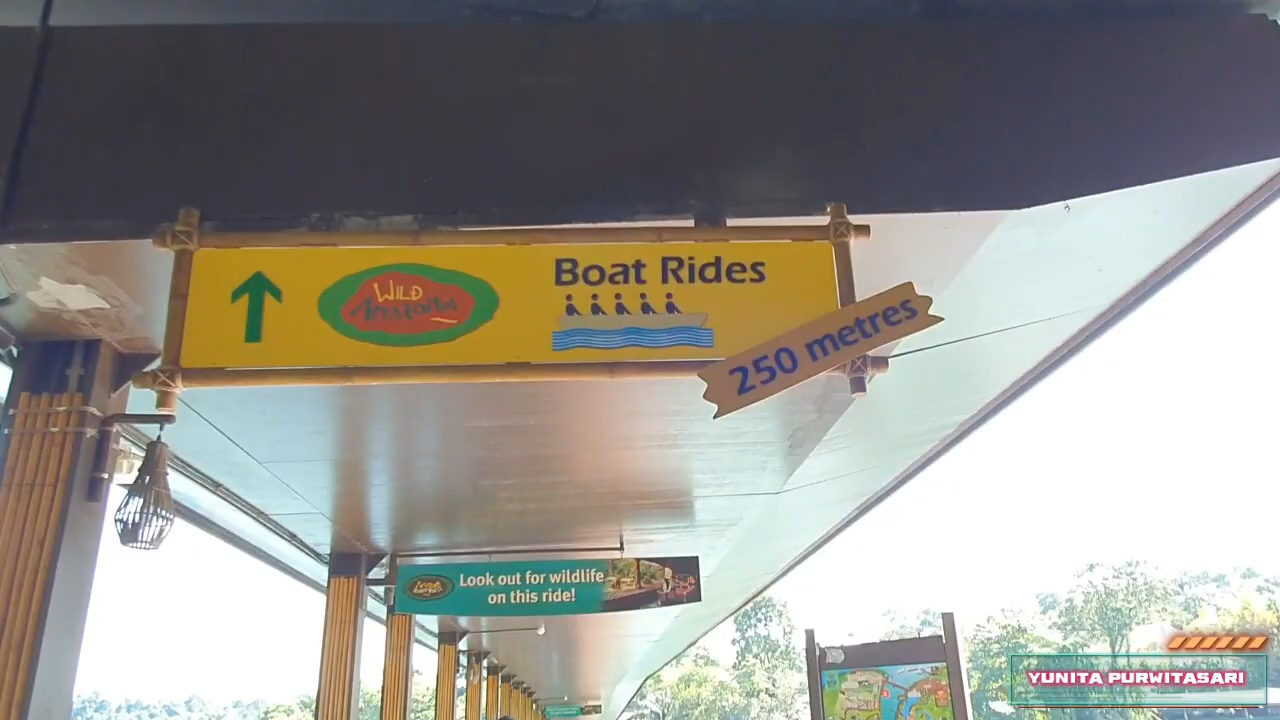 WILD
Amazonia
Boat Rides
250 metres
Look out for wildlife
on this ride!
YUNITA PURWITASARI